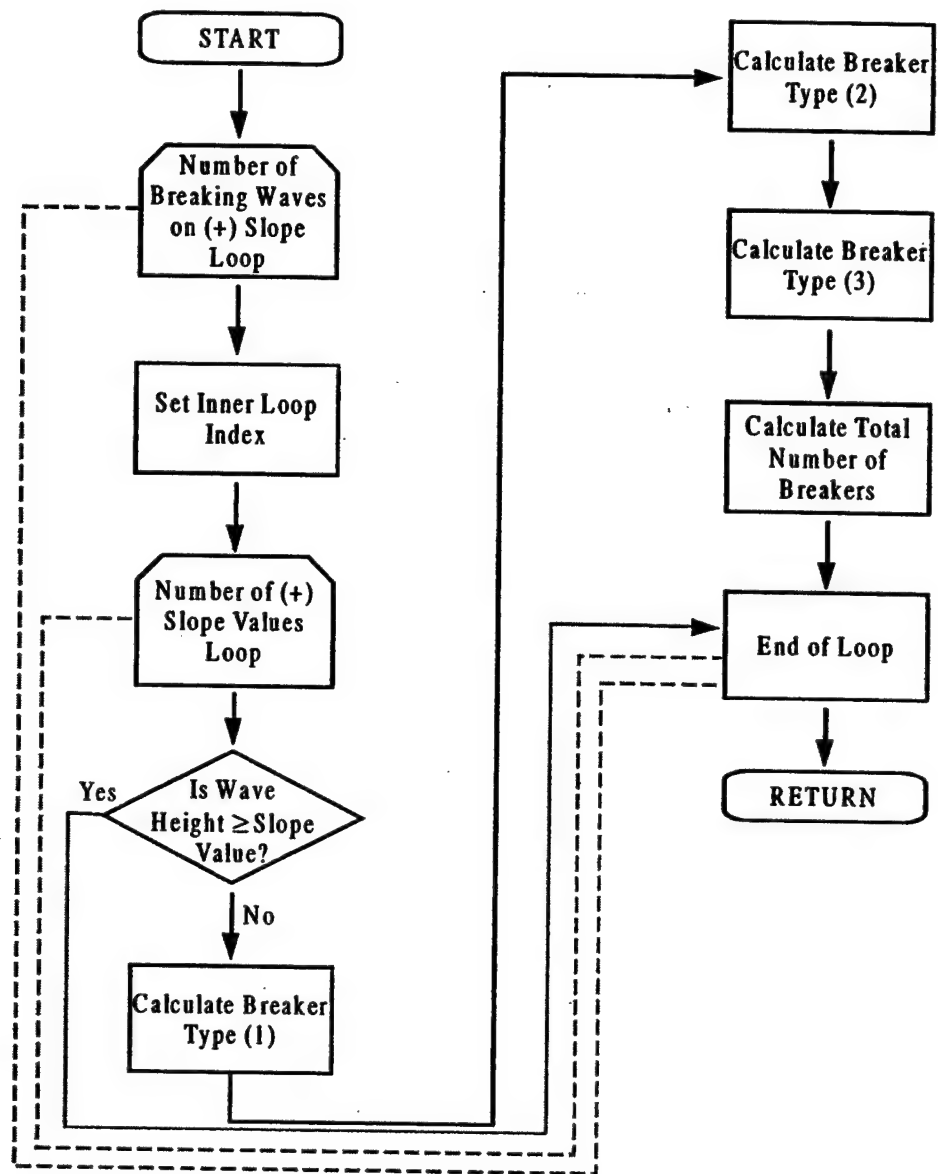 START
Number of
Breaking Waves
on (+) Slope
Loop
Set Inner Loop
Index
Number of (+)
Slope Values
Loop
Yes
Is Wave
Height ≥ Slope
Value?
No
Calculate Breaker
Type (1)
Calculate Breaker
Type (2)
Calculate Breaker
Type (3)
Calculate Total
Number of
Breakers
End of Loop
RETURN